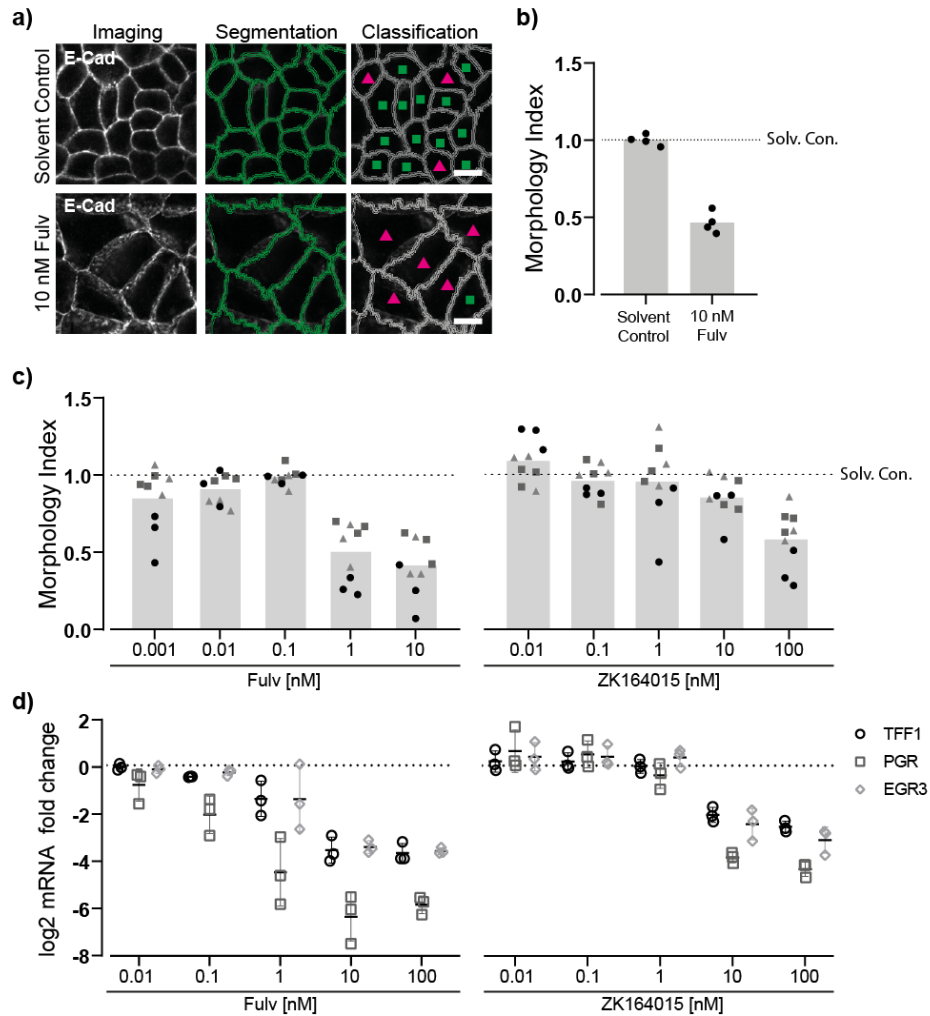 a)
Imaging Segmentation Classification
Solvent Control
E-Cad
10 nM Fulv
E-Cad
b)
Morphology Index
1.5
1.0
0.5
0.0
Solv. Con.
Solvent
Control
10 nM
Fulv
c)
Morphology Index
1.5
1.0
0.5
0.0
Solv. Con.
0.001 0.01 0.1 1 10
Fulv [nM]
0.01 0.1 1 10 100
ZK164015 [nM]
d)
log2 mRNA fold change
2
0
-2
-4
-6
-8
TFF1
PGR
EGR3
0.01 0.1 1 10 100
Fulv [nM]
0.01 0.1 1 10 100
ZK164015 [nM]